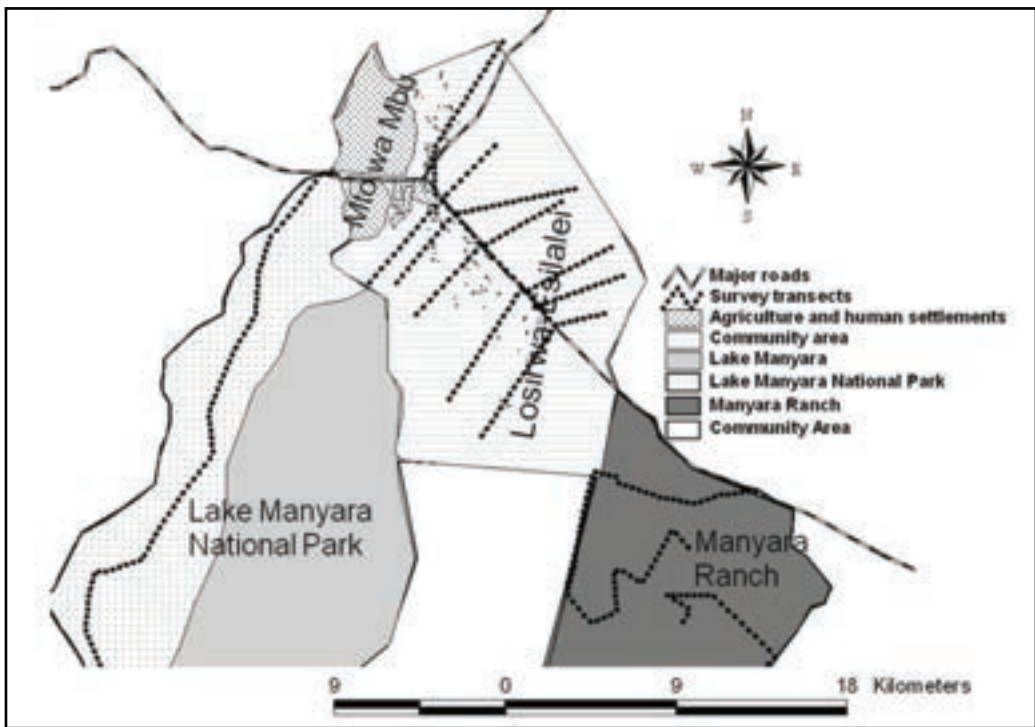 Mto wa Mbu
Losirwa Esilalei
N
W
E
S
Major roads
Survey transects
Agriculture and human settlements
Community area
Lake Manyara
Lake Manyara National Park
Manyara Ranch
Community Area
Lake Manyara
National Park
Manyara
Ranch
9
0
9
18 Kilometers